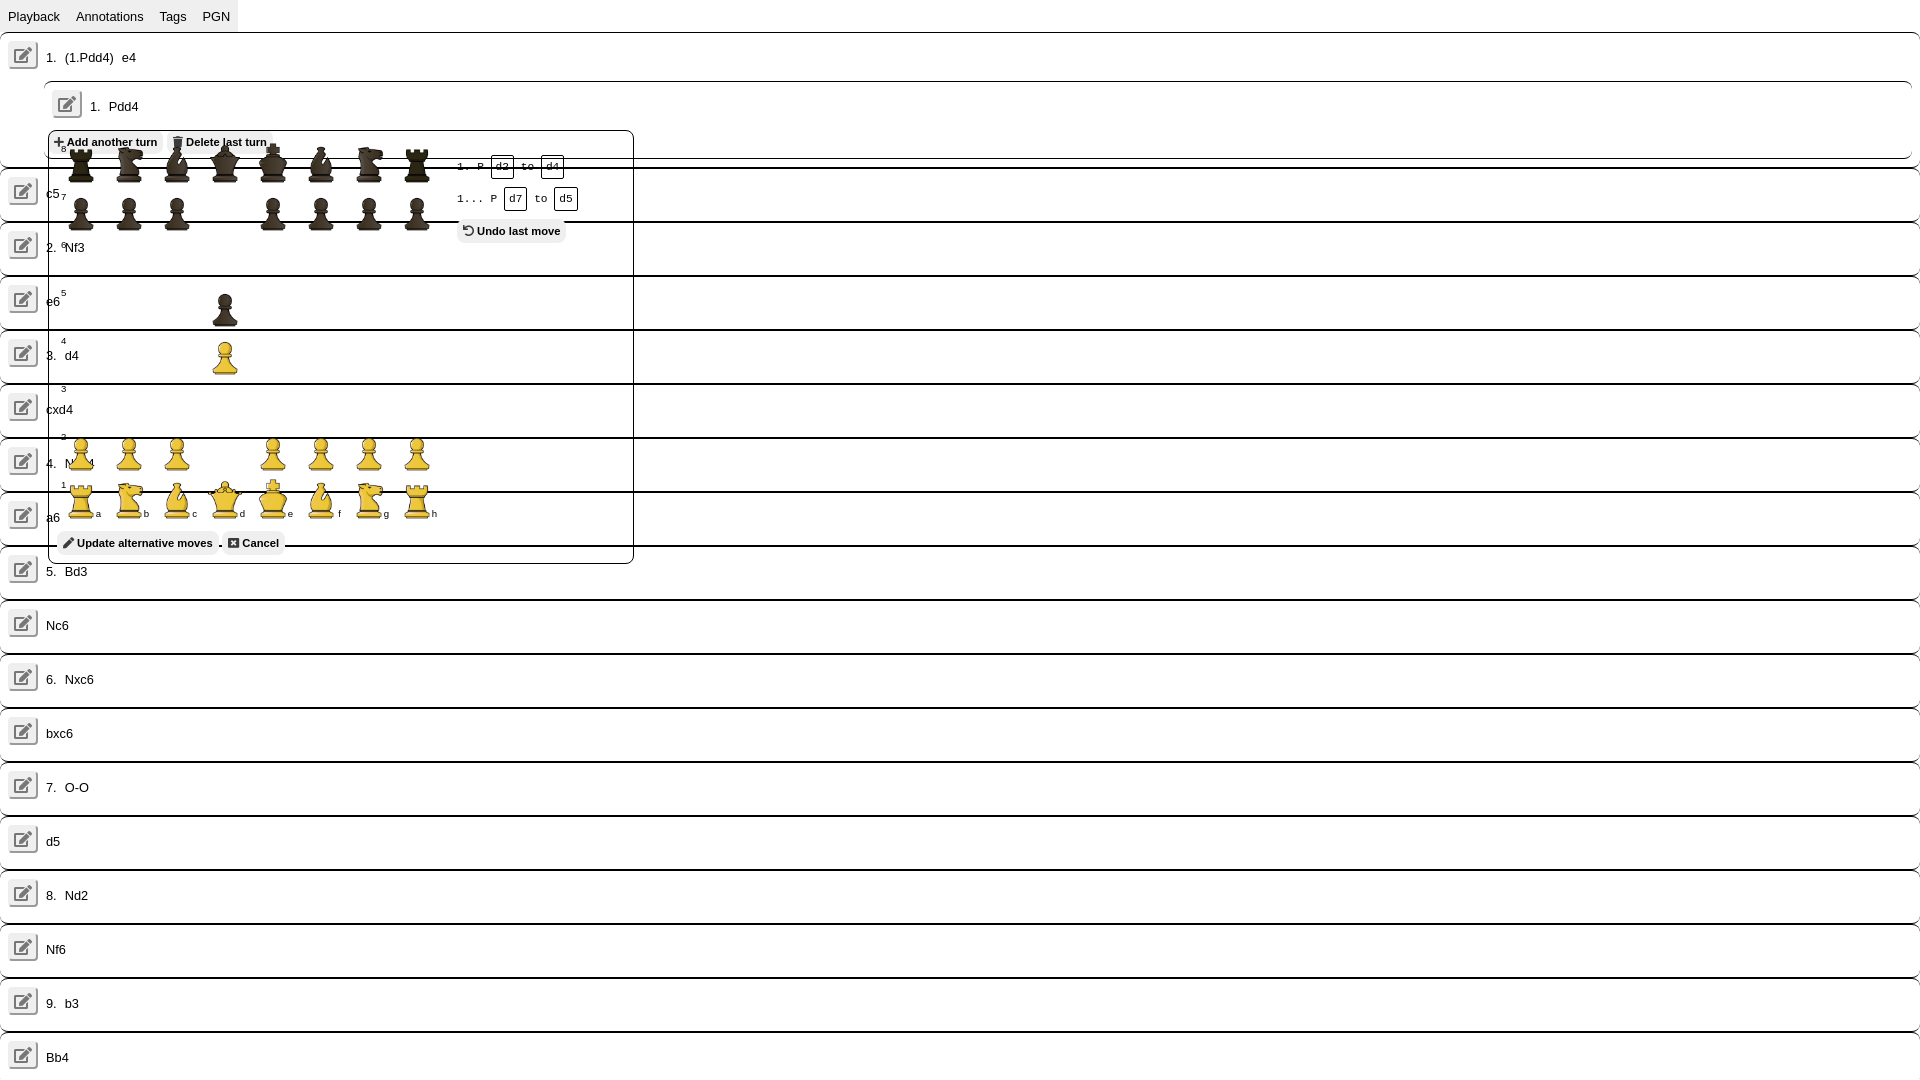 Playback Annotations Tags PGN
1. (1.Pdd4) e4
1. Pdd4
Add another turn Delete last turn
8
1. P d2 to d4
c5
7
1... P d7 to d5
Undo last move
2. Nf3
6
e6
5
3. d4
4
cxd4
3
4.
2
1
a6
a b c d e f g h
Update alternative moves Cancel
5. Bd3
Nc6
6. Nxc6
bxc6
7. O-O
d5
8. Nd2
Nf6
9. b3
Bb4